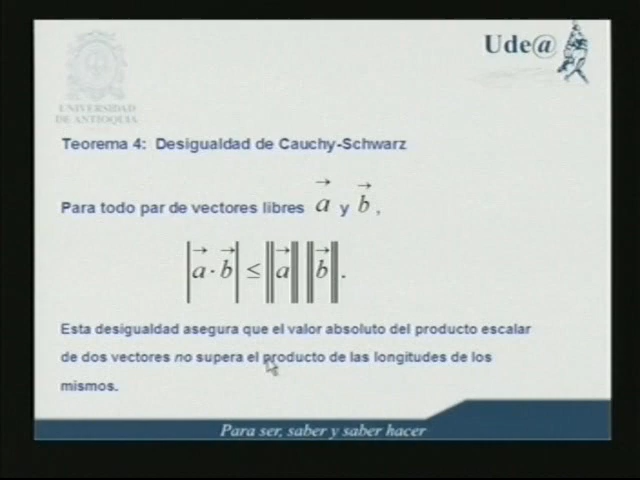 Ude@
UNIVERSIDAD
DE ANTIOQUIA
Teorema 4: Desigualdad de Cauchy-Schwarz
Para todo par de vectores libres a⃗ y b⃗ ,
|a⃗ · b⃗| ≤ ‖a⃗‖ ‖b⃗‖.
Esta desigualdad asegura que el valor absoluto del producto escalar
de dos vectores no supera el producto de las longitudes de los
mismos.
Para ser, saber y saber hacer